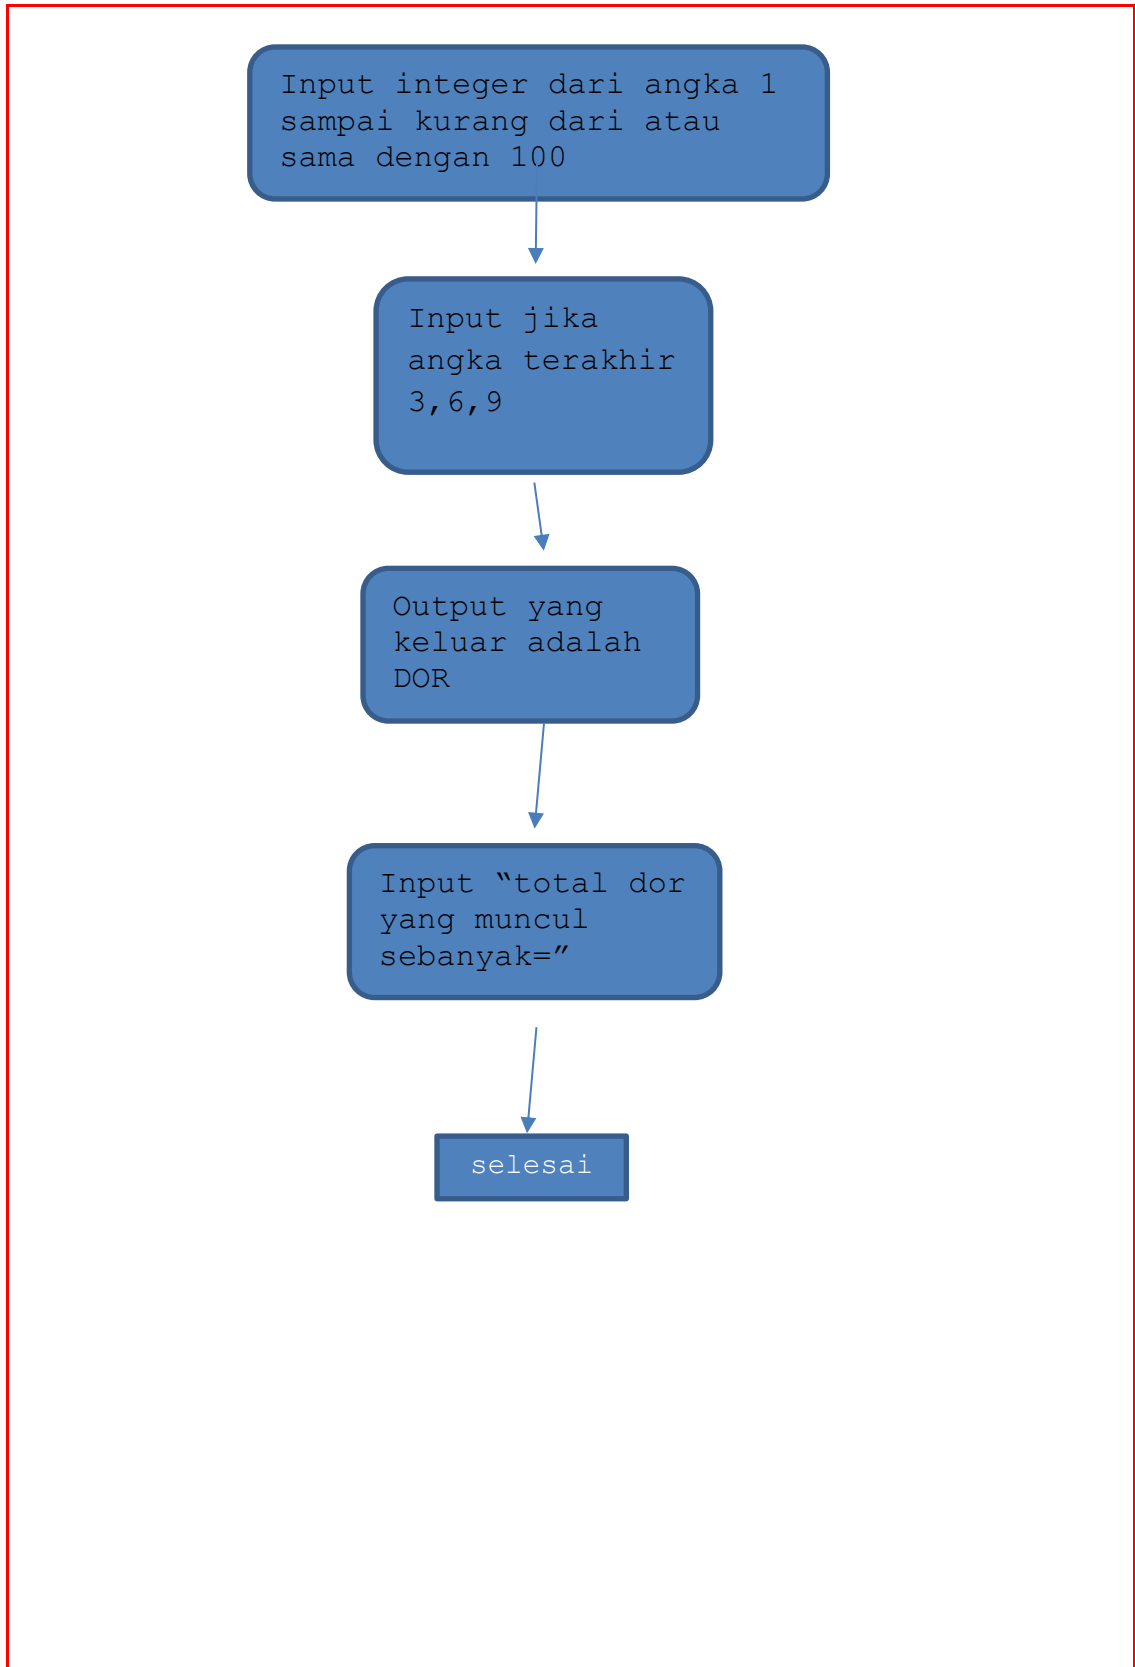 Input integer dari angka 1
sampai kurang dari atau
sama dengan 100
Input jika
angka terakhir
3,6,9
Output yang
keluar adalah
DOR
Input “total dor
yang muncul
sebanyak=”
selesai